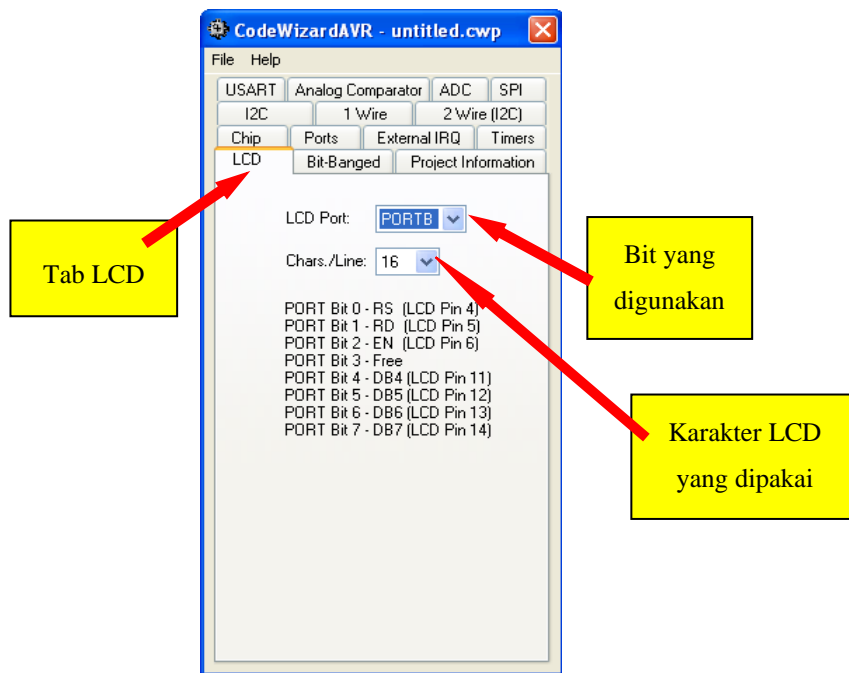 CodeWizardAVR - untitled.cwp
File Help
USART Analog Comparator ADC SPI
I2C 1 Wire 2 Wire (I2C)
Chip Ports External IRQ Timers
LCD Bit-Banged Project Information
LCD Port: PORTB
Chars./Line: 16
PORT Bit 0 - RS (LCD Pin 4)
PORT Bit 1 - RD (LCD Pin 5)
PORT Bit 2 - EN (LCD Pin 6)
PORT Bit 3 - Free
PORT Bit 4 - DB4 (LCD Pin 11)
PORT Bit 5 - DB5 (LCD Pin 12)
PORT Bit 6 - DB6 (LCD Pin 13)
PORT Bit 7 - DB7 (LCD Pin 14)
Tab LCD
Bit yang
digunakan
Karakter LCD
yang dipakai